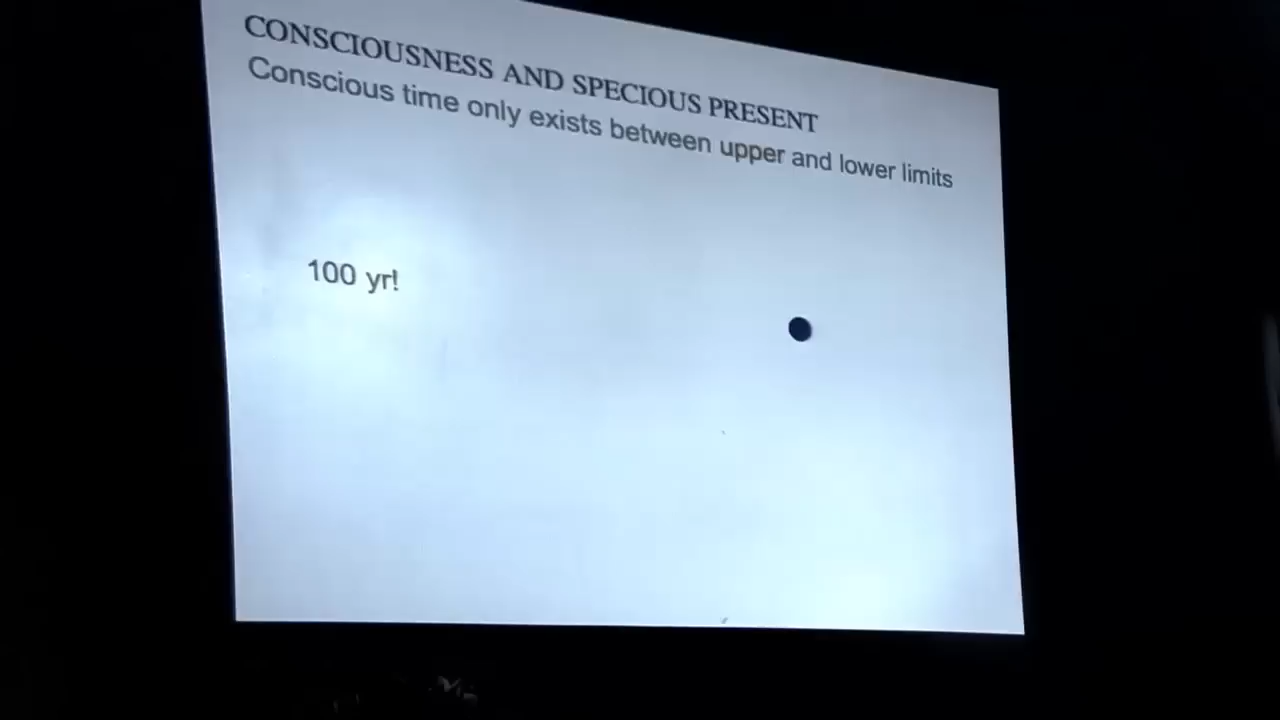 CONSCIOUSNESS AND SPECIOUS PRESENT
Conscious time only exists between upper and lower limits
100 yr!